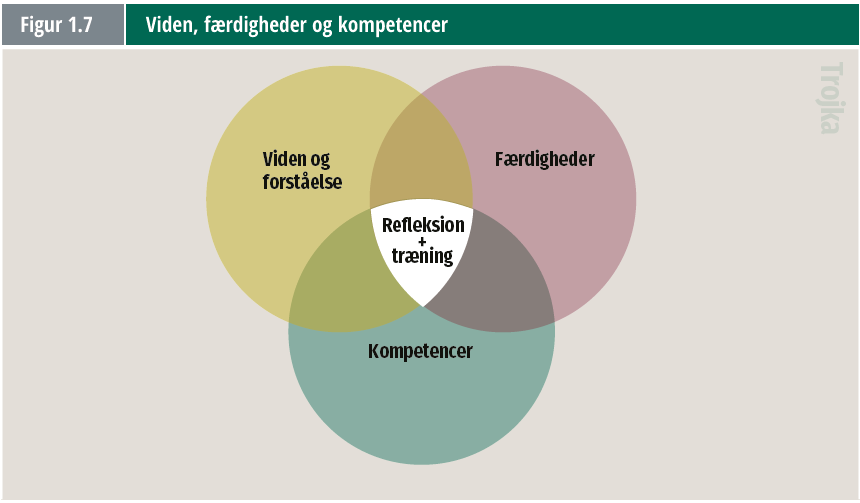 Figur 1.7
Viden, færdigheder og kompetencer
Trojka
Viden og
forståelse
Færdigheder
Refleksion
+
træning
Kompetencer